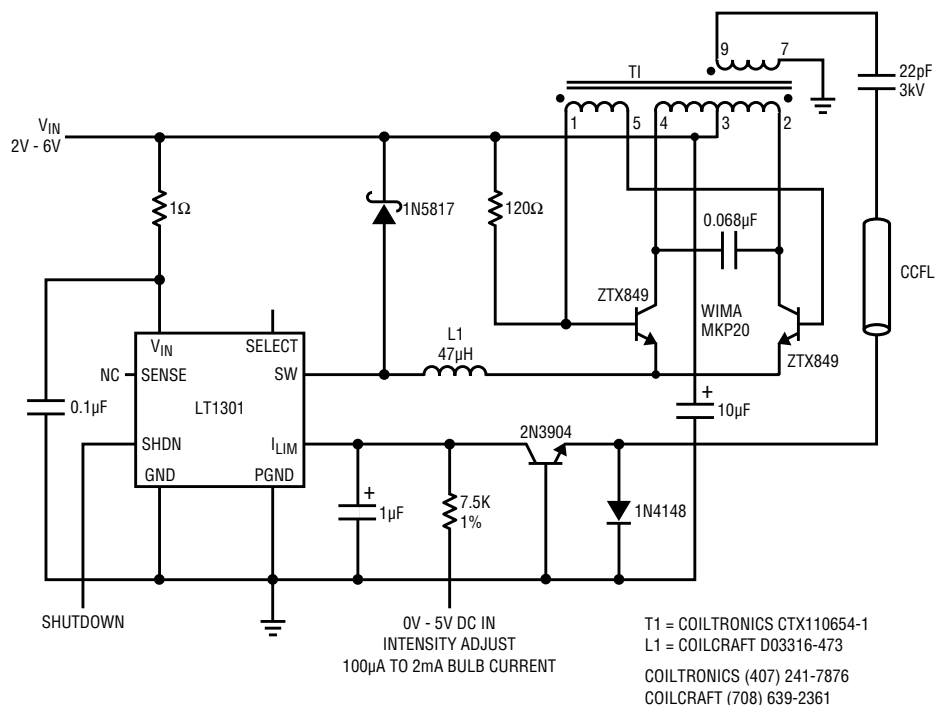 9
7
22pF
3kV
TI
1
5
4
3
2
VIN
2V - 6V
1Ω
1N5817
120Ω
0.068µF
ZTX849
WIMA
MKP20
ZTX849
CCFL
VIN
SELECT
L1
47µH
NC
SENSE
SW
0.1µF
LT1301
+
10µF
SHDN
ILIM
2N3904
GND
PGND
+
1µF
7.5K
1%
1N4148
SHUTDOWN
0V - 5V DC IN
INTENSITY ADJUST
100µA TO 2mA BULB CURRENT
T1 = COILTRONICS CTX110654-1
L1 = COILCRAFT D03316-473
COILTRONICS (407) 241-7876
COILCRAFT (708) 639-2361